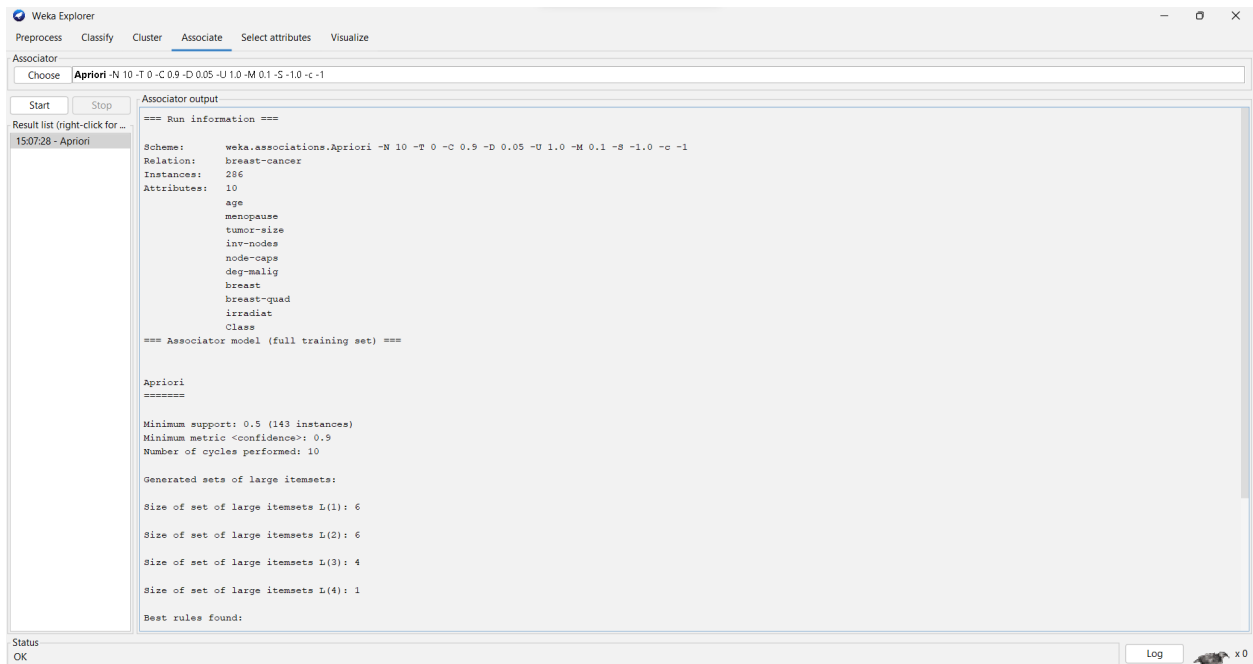 Weka Explorer
Preprocess Classify Cluster Associate Select attributes Visualize
Associator
Choose Apriori -N 10 -T 0 -C 0.9 -D 0.05 -U 1.0 -M 0.1 -S -1.0 -c -1
Start Stop
Result list (right-click for ...
15:07:28 - Apriori
Associator output
=== Run information ===
Scheme: weka.associations.Apriori -N 10 -T 0 -C 0.9 -D 0.05 -U 1.0 -M 0.1 -S -1.0 -c -1
Relation: breast-cancer
Instances: 286
Attributes: 10
age
menopause
tumor-size
inv-nodes
node-caps
deg-malig
breast
breast-quad
irradiat
Class
=== Associator model (full training set) ===
Apriori
=======
Minimum support: 0.5 (143 instances)
Minimum metric <confidence>: 0.9
Number of cycles performed: 10
Generated sets of large itemsets:
Size of set of large itemsets L(1): 6
Size of set of large itemsets L(2): 6
Size of set of large itemsets L(3): 4
Size of set of large itemsets L(4): 1
Best rules found:
Status
OK
Log
x 0